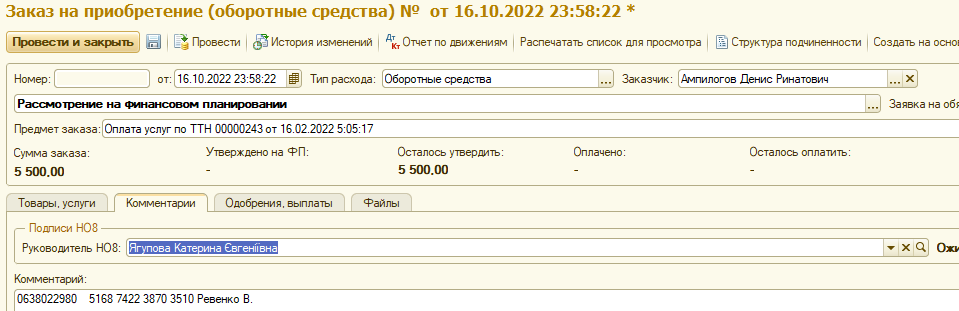 Заказ на приобретение (оборотные средства) № от 16.10.2022 23:58:22 *
Провести и закрыть Провести История изменений Дт Кт Отчет по движениям Распечатать список для просмотра Структура подчиненности Создать на осно
Номер: от: 16.10.2022 23:58:22 Тип расхода: Оборотные средства ... Заказчик: Ампилогов Денис Ринатович ...
Рассмотрение на финансовом планировании ... Заявка на обя
Предмет заказа: Оплата услуг по ТТН 00000243 от 16.02.2022 5:05:17
Сумма заказа: Утверждено на ФП: Осталось утвердить: Оплачено: Осталось оплатить:
5 500,00 - 5 500,00 - -
Товары, услуги Комментарии Одобрения, выплаты Файлы
Подписи НО8
Руководитель НО8: Ягупова Катерина Євгеніївна Ожи
Комментарий:
0638022980 5168 7422 3870 3510 Ревенко В.